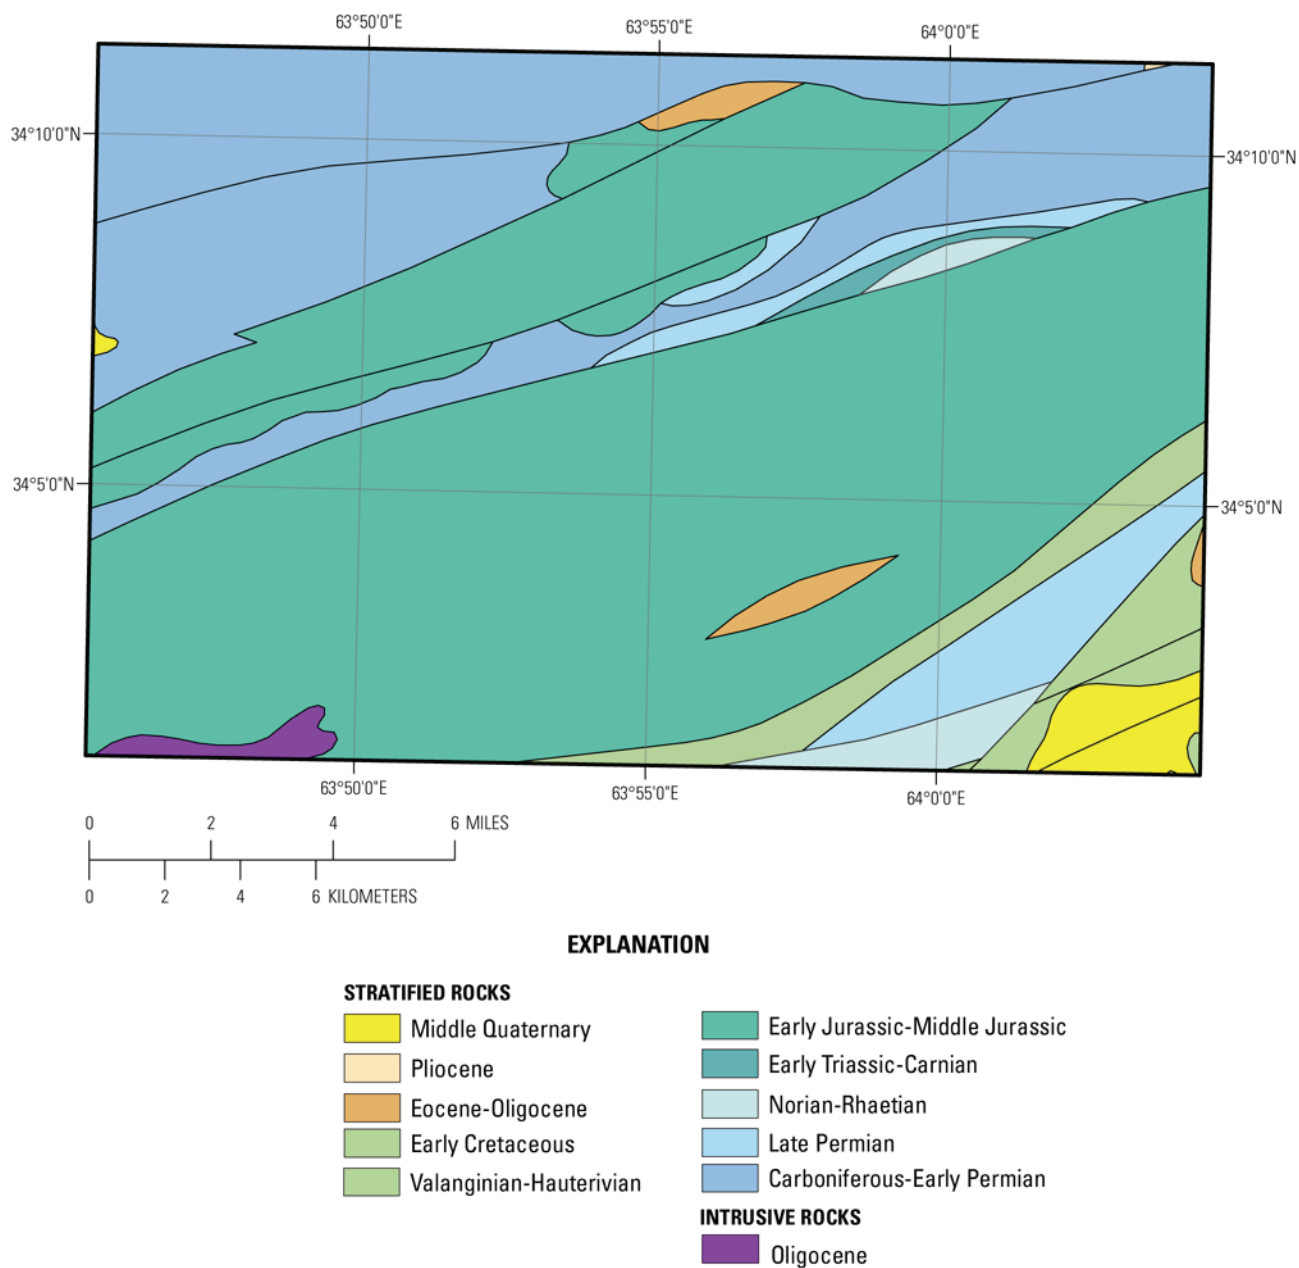 63°50'0"E
63°55'0"E
64°0'0"E
34°10'0"N
34°10'0"N
34°5'0"N
34°5'0"N
63°50'0"E
63°55'0"E
64°0'0"E
0 2 4 6 MILES
0 2 4 6 KILOMETERS
EXPLANATION
STRATIFIED ROCKS
Middle Quaternary
Pliocene
Eocene-Oligocene
Early Cretaceous
Valanginian-Hauterivian
Early Jurassic-Middle Jurassic
Early Triassic-Carnian
Norian-Rhaetian
Late Permian
Carboniferous-Early Permian
INTRUSIVE ROCKS
Oligocene